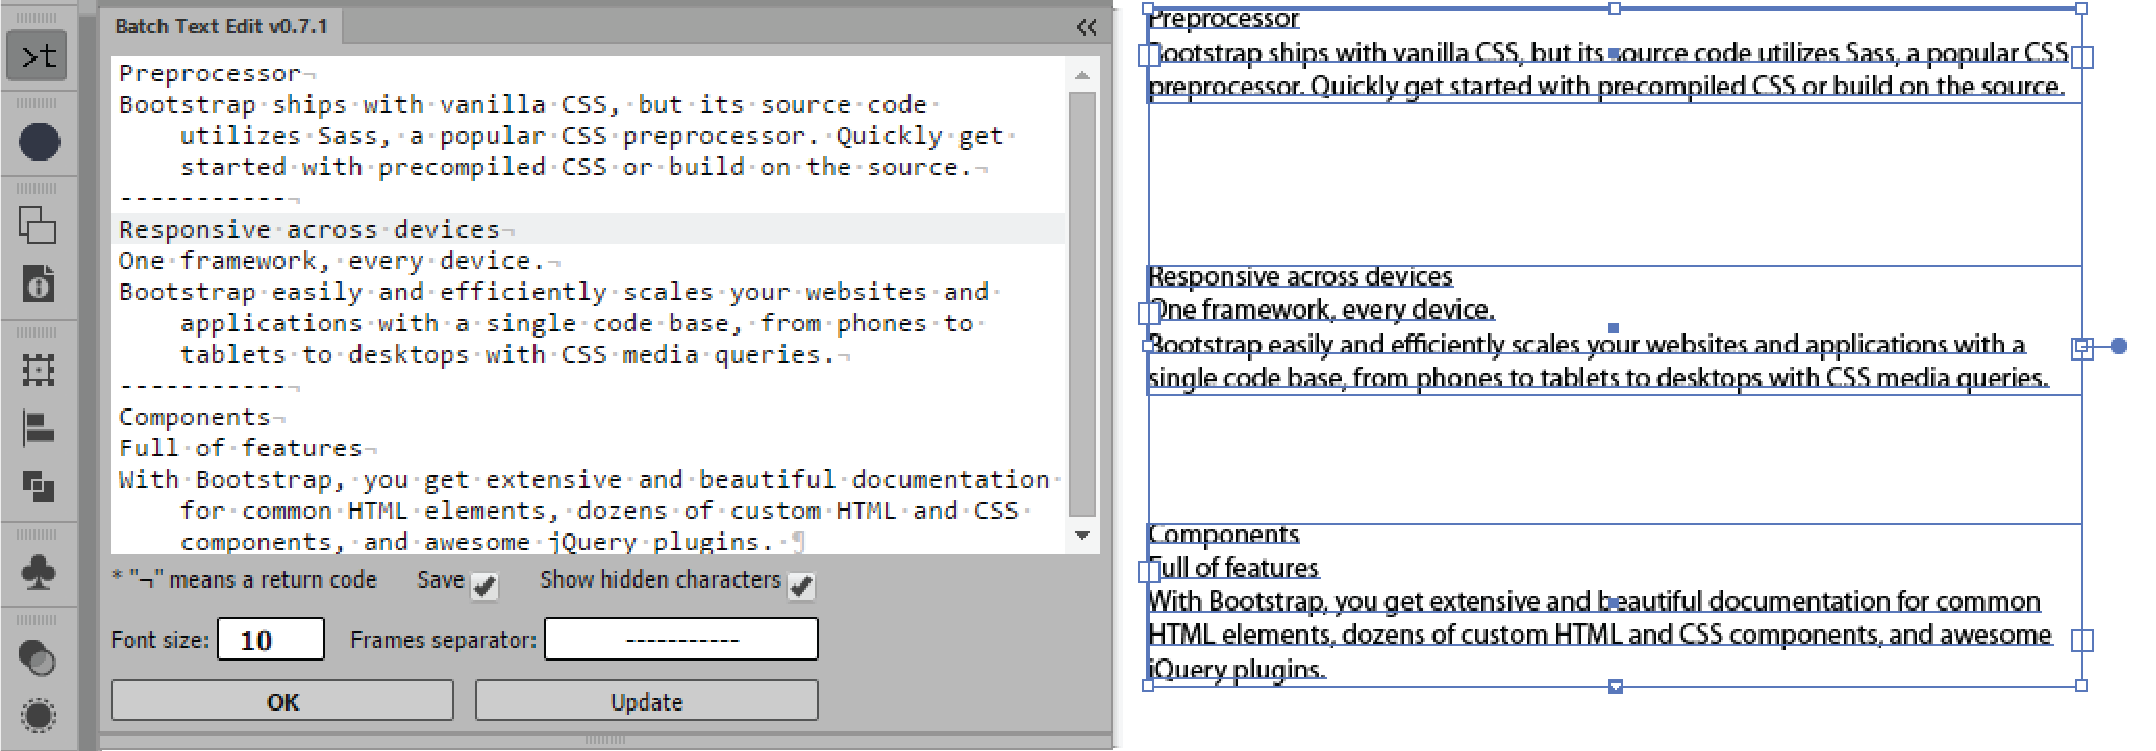 >t
Batch Text Edit v0.7.1
Preprocessor¬
Bootstrap·ships·with·vanilla·CSS,·but·its·source·code·
utilizes·Sass,·a·popular·CSS·preprocessor.·Quickly·get·
started·with·precompiled·CSS·or·build·on·the·source.¬
-----------¬
Responsive·across·devices¬
One·framework,·every·device.¬
Bootstrap·easily·and·efficiently·scales·your·websites·and·
applications·with·a·single·code·base,·from·phones·to·
tablets·to·desktops·with·CSS·media·queries.¬
-----------¬
Components¬
Full·of·features¬
With·Bootstrap,·you·get·extensive·and·beautiful·documentation·
for·common·HTML·elements,·dozens·of·custom·HTML·and·CSS·
components,·and·awesome·jQuery·plugins.·¶
* "¬" means a return code Save Show hidden characters
Font size: 10 Frames separator: -----------
OK Update
Preprocessor
Bootstrap ships with vanilla CSS, but its source code utilizes Sass, a popular CSS
preprocessor. Quickly get started with precompiled CSS or build on the source.
Responsive across devices
One framework, every device.
Bootstrap easily and efficiently scales your websites and applications with a
single code base, from phones to tablets to desktops with CSS media queries.
Components
Full of features
With Bootstrap, you get extensive and beautiful documentation for common
HTML elements, dozens of custom HTML and CSS components, and awesome
jQuery plugins.